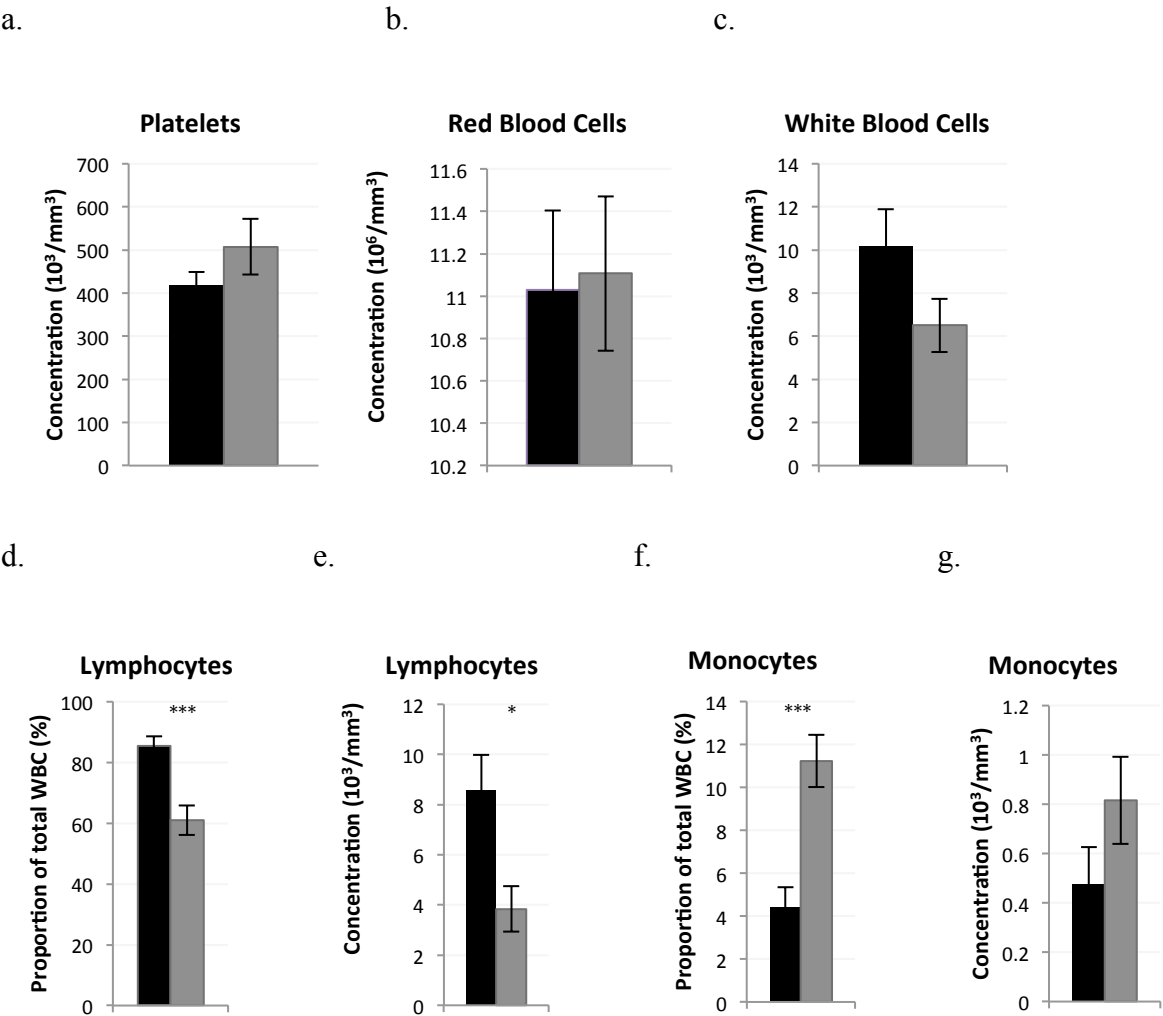 a.
b.
c.
Platelets
Concentration (10³/mm³)
700
600
500
400
300
200
100
0
Red Blood Cells
Concentration (10⁶/mm³)
11.6
11.4
11.2
11
10.8
10.6
10.4
10.2
White Blood Cells
Concentration (10³/mm³)
14
12
10
8
6
4
2
0
d.
e.
f.
g.
Lymphocytes
Proportion of total WBC (%)
100
80
60
40
20
0
***
Lymphocytes
Concentration (10³/mm³)
12
10
8
6
4
2
0
*
Monocytes
Proportion of total WBC (%)
14
12
10
8
6
4
2
0
***
Monocytes
Concentration (10³/mm³)
1.2
1
0.8
0.6
0.4
0.2
0